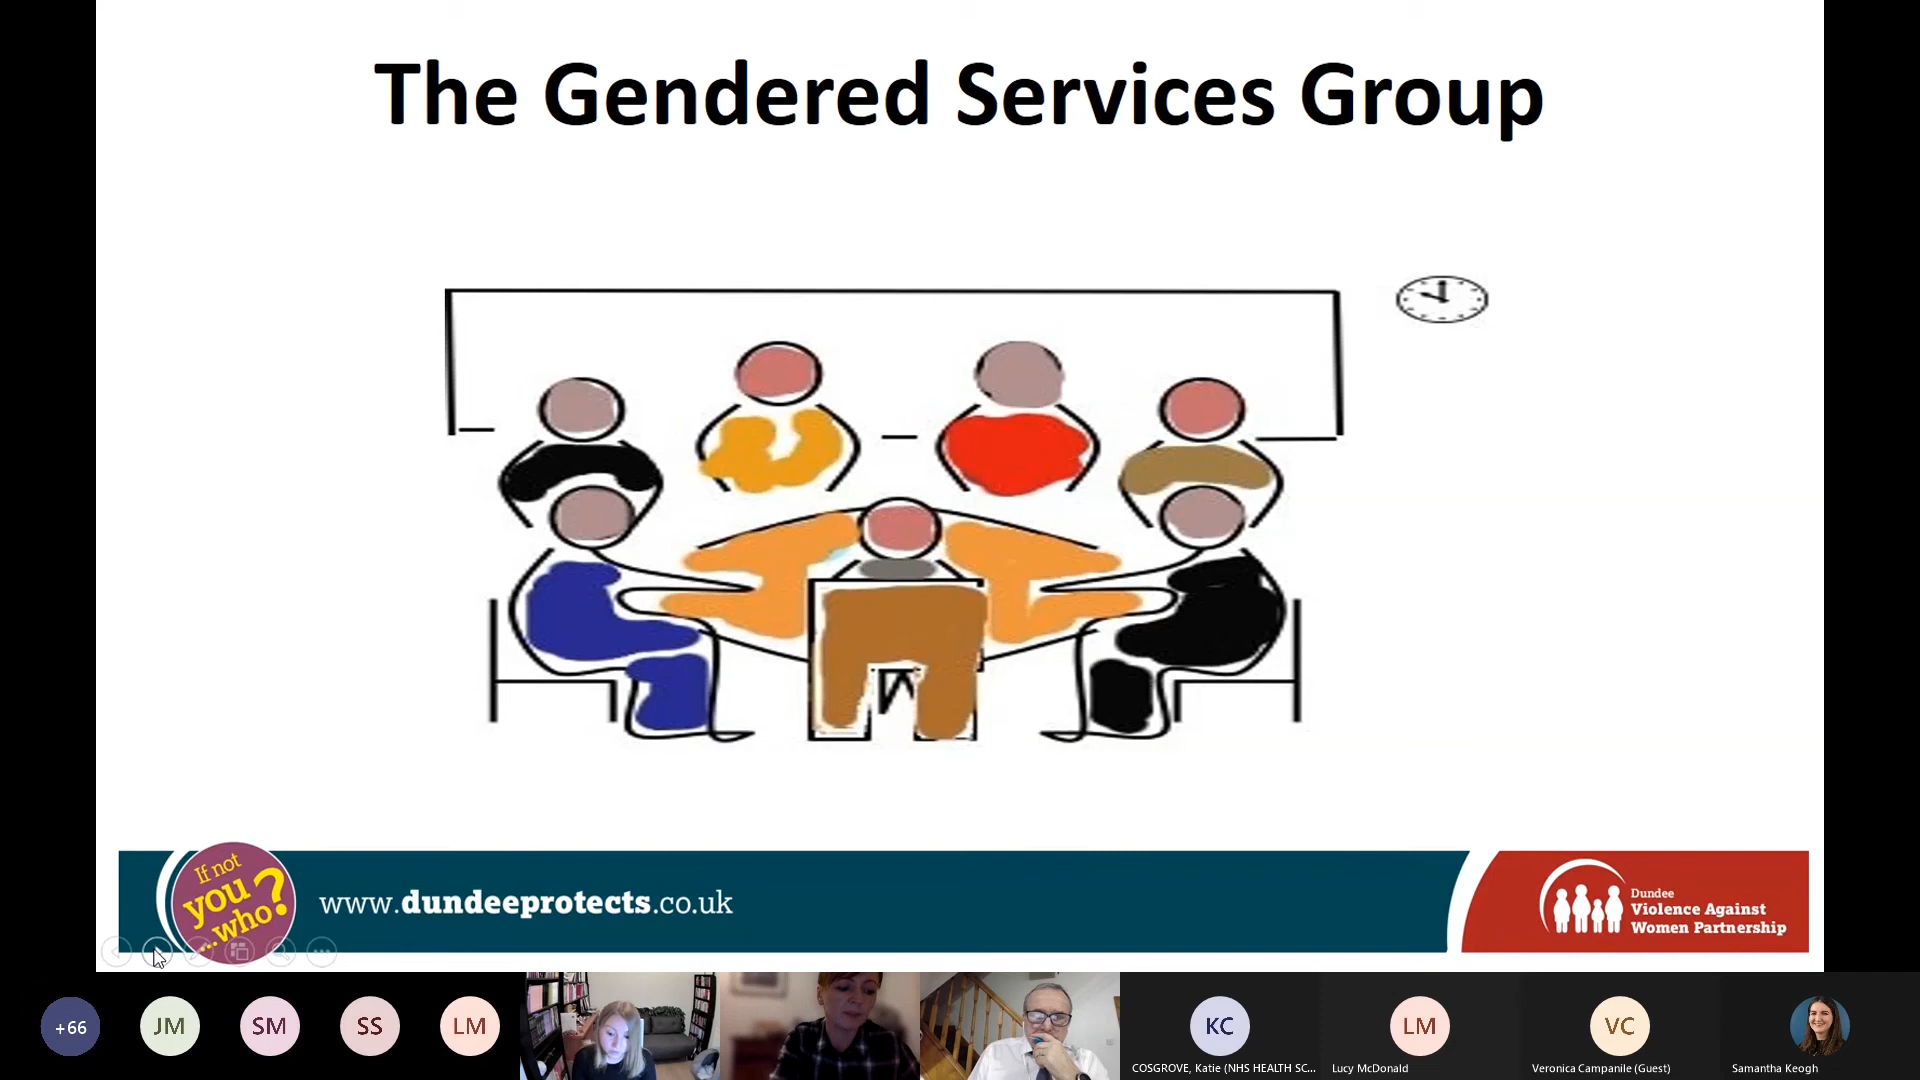 The Gendered Services Group
If not
you
...who?
www.dundeeprotects.co.uk
Dundee
Violence Against
Women Partnership
+66
JM
SM
SS
LM
KC
LM
VC
COSGROVE, Katie (NHS HEALTH SC...
Lucy McDonald
Veronica Campanile (Guest)
Samantha Keogh